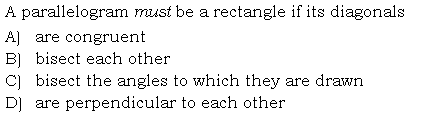 A parallelogram must be a rectangle if its diagonals
A) are congruent
B) bisect each other
C) bisect the angles to which they are drawn
D) are perpendicular to each other